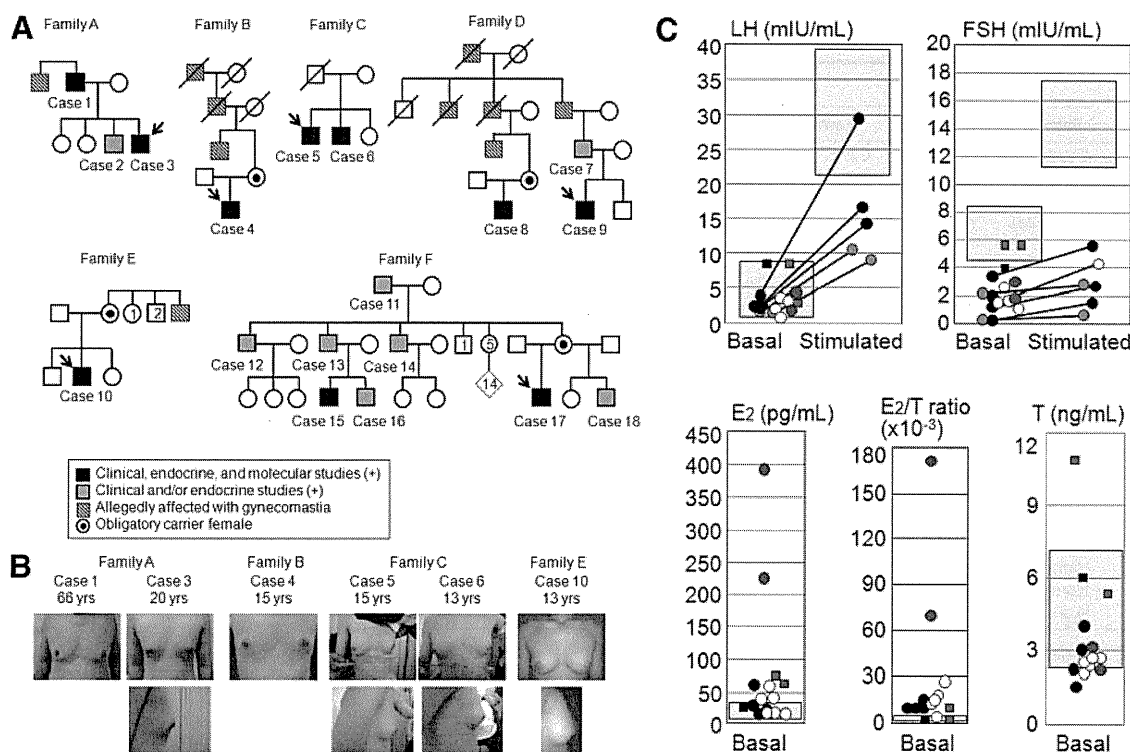 A
Family A
Family B
Family C
Family D
Case 1
Case 2
Case 3
Case 4
Case 5
Case 6
Case 7
Case 8
Case 9
Family E
Family F
Case 11
1
2
Case 10
Case 12
Case 13
Case 14
1
5
14
Case 15
Case 16
Case 17
Case 18
Clinical, endocrine, and molecular studies (+)
Clinical and/or endocrine studies (+)
Allegedly affected with gynecomastia
Obligatory carrier female
B
Family A
Family B
Family C
Family E
Case 1
Case 3
Case 4
Case 5
Case 6
Case 10
66 yrs
20 yrs
15 yrs
15 yrs
13 yrs
13 yrs
C
LH (mIU/mL)
40
35
30
25
20
15
10
5
0
Basal Stimulated
FSH (mIU/mL)
20
18
16
14
12
10
8
6
4
2
0
Basal Stimulated
E2 (pg/mL)
450
400
350
300
250
200
150
100
50
0
Basal
E2/T ratio
(x10-3)
180
150
120
90
60
30
0
Basal
T (ng/mL)
12
9
6
3
0
Basal